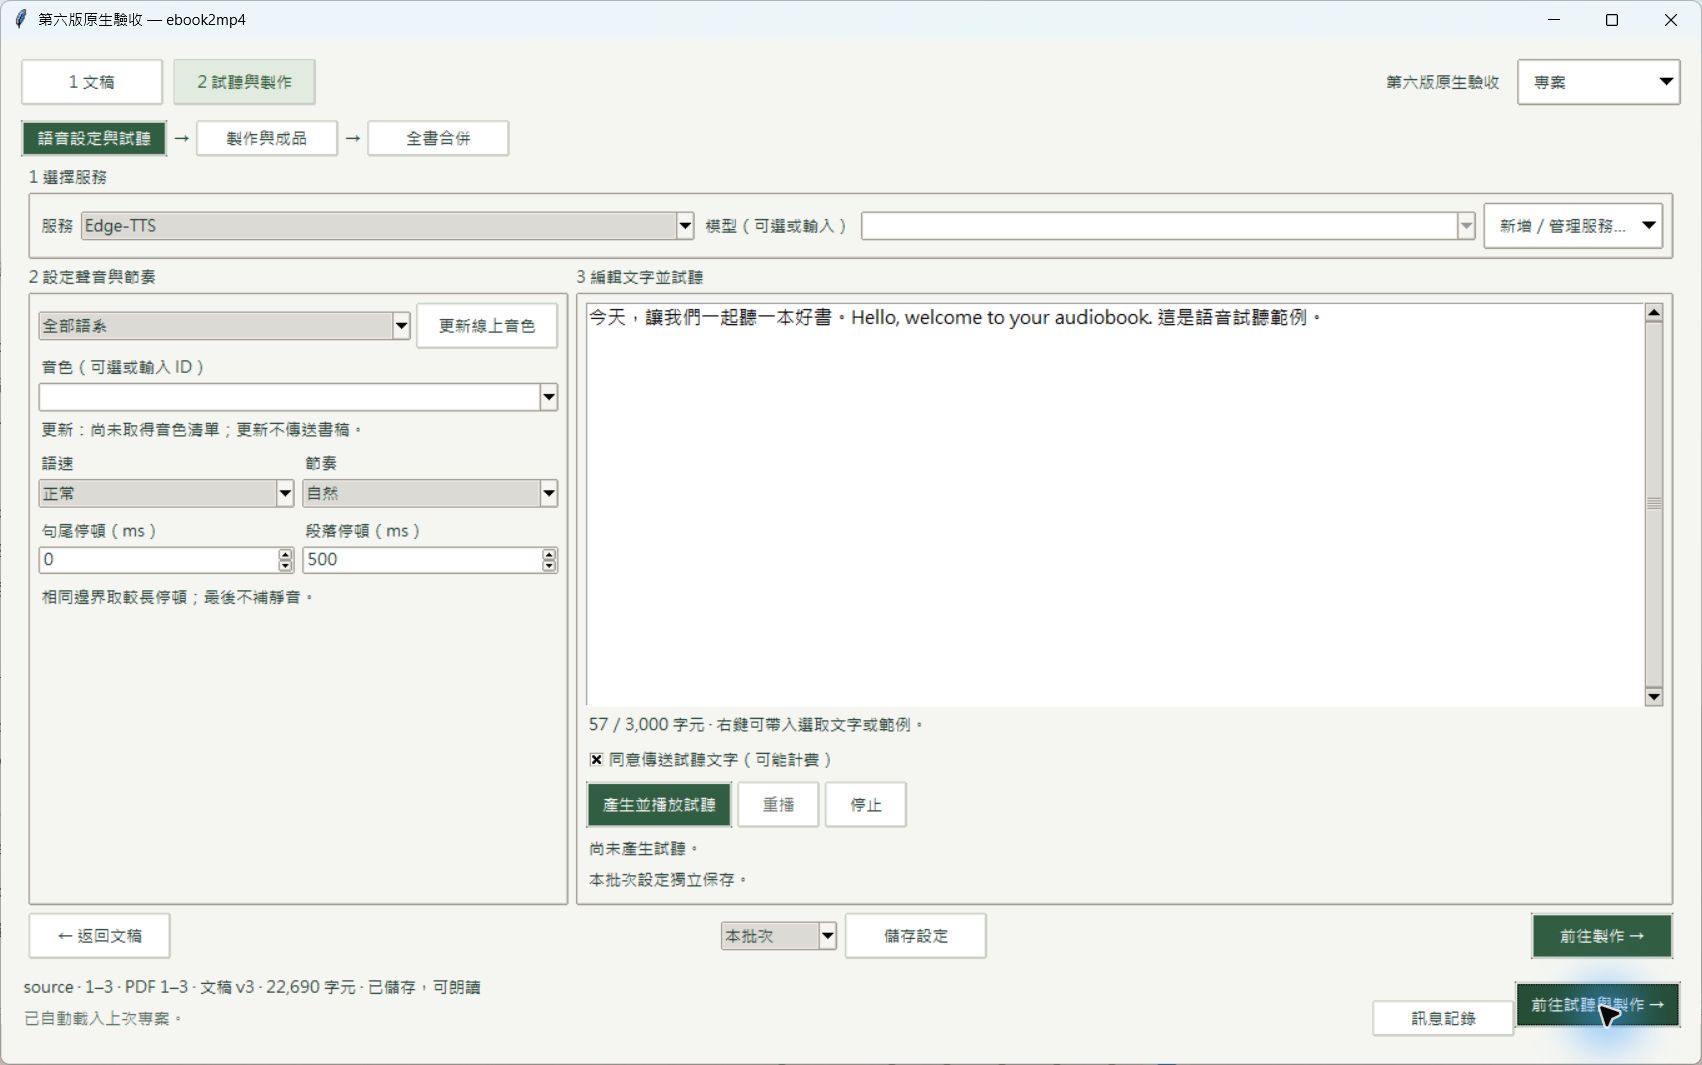 第六版原生驗收 — ebook2mp4
1 文稿
2 試聽與製作
第六版原生驗收
專案
語音設定與試聽 → 製作與成品 → 全書合併
1 選擇服務
服務 Edge-TTS 模型 ( 可選或輸入 ) 新增 / 管理服務...
2 設定聲音與節奏
全部語系 更新線上音色
音色 ( 可選或輸入 ID )
更新：尚未取得音色清單；更新不傳送書稿。
語速 節奏
正常 自然
句尾停頓 ( ms ) 段落停頓 ( ms )
0 500
相同邊界取較長停頓；最後不補靜音。
3 編輯文字並試聽
今天，讓我們一起聽一本好書。Hello, welcome to your audiobook. 這是語音試聽範例。
57 / 3,000 字元 · 右鍵可帶入選取文字或範例。
同意傳送試聽文字 ( 可能計費 )
產生並播放試聽 重播 停止
尚未產生試聽。
本批次設定獨立保存。
← 返回文稿 本批次 儲存設定 前往製作 →
source · 1–3 · PDF 1–3 · 文稿 v3 · 22,690 字元 · 已儲存，可朗讀
已自動載入上次專案。
訊息記錄
前往試聽與製作 →